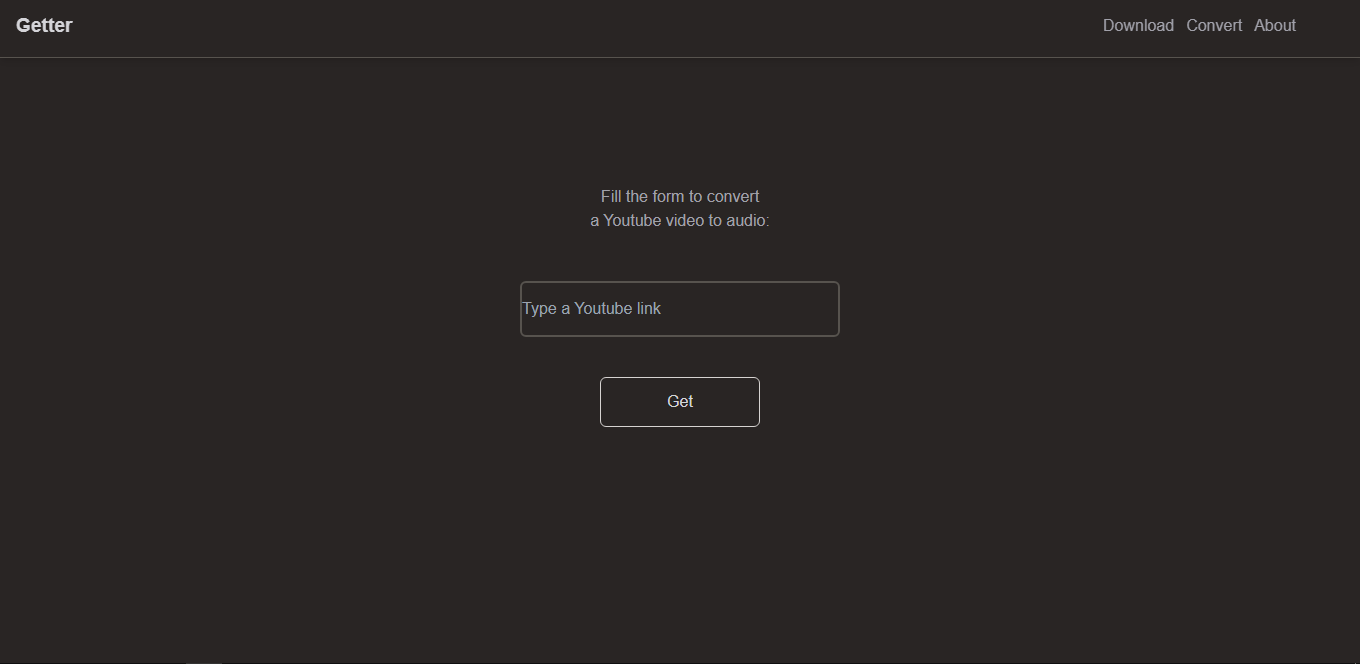 Getter
Download Convert About
Fill the form to convert
a Youtube video to audio:
Type a Youtube link
Get